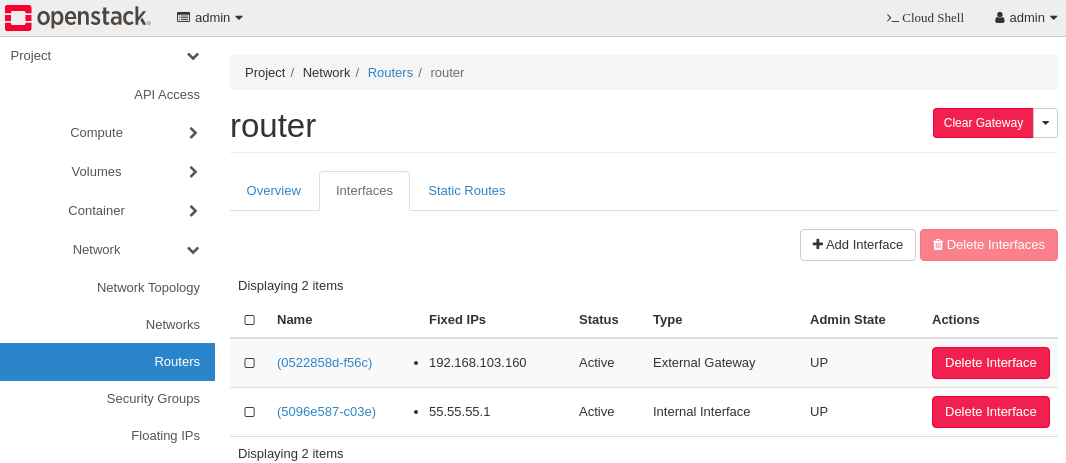 openstack. admin >_ Cloud Shell admin
Project
API Access
Compute
Volumes
Container
Network
Network Topology
Networks
Routers
Security Groups
Floating IPs
Project / Network / Routers / router
router
Clear Gateway
Overview Interfaces Static Routes
Add Interface Delete Interfaces
Displaying 2 items
Name Fixed IPs Status Type Admin State Actions
(0522858d-f56c) • 192.168.103.160 Active External Gateway UP Delete Interface
(5096e587-c03e) • 55.55.55.1 Active Internal Interface UP Delete Interface
Displaying 2 items